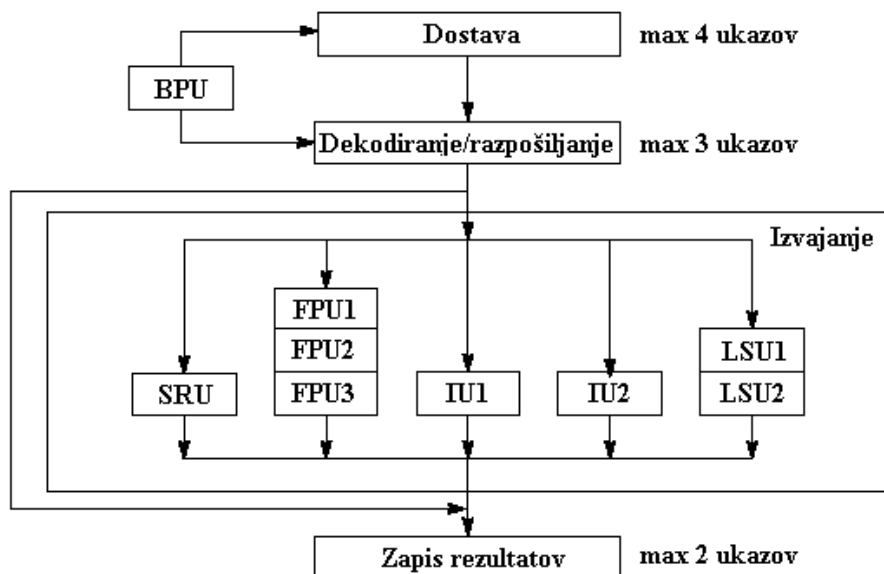 Dostava
max 4 ukazov
BPU
Dekodiranje/razpošiljanje
max 3 ukazov
Izvajanje
FPU1
FPU2
LSU1
SRU
FPU3
IU1
IU2
LSU2
Zapis rezultatov
max 2 ukazov